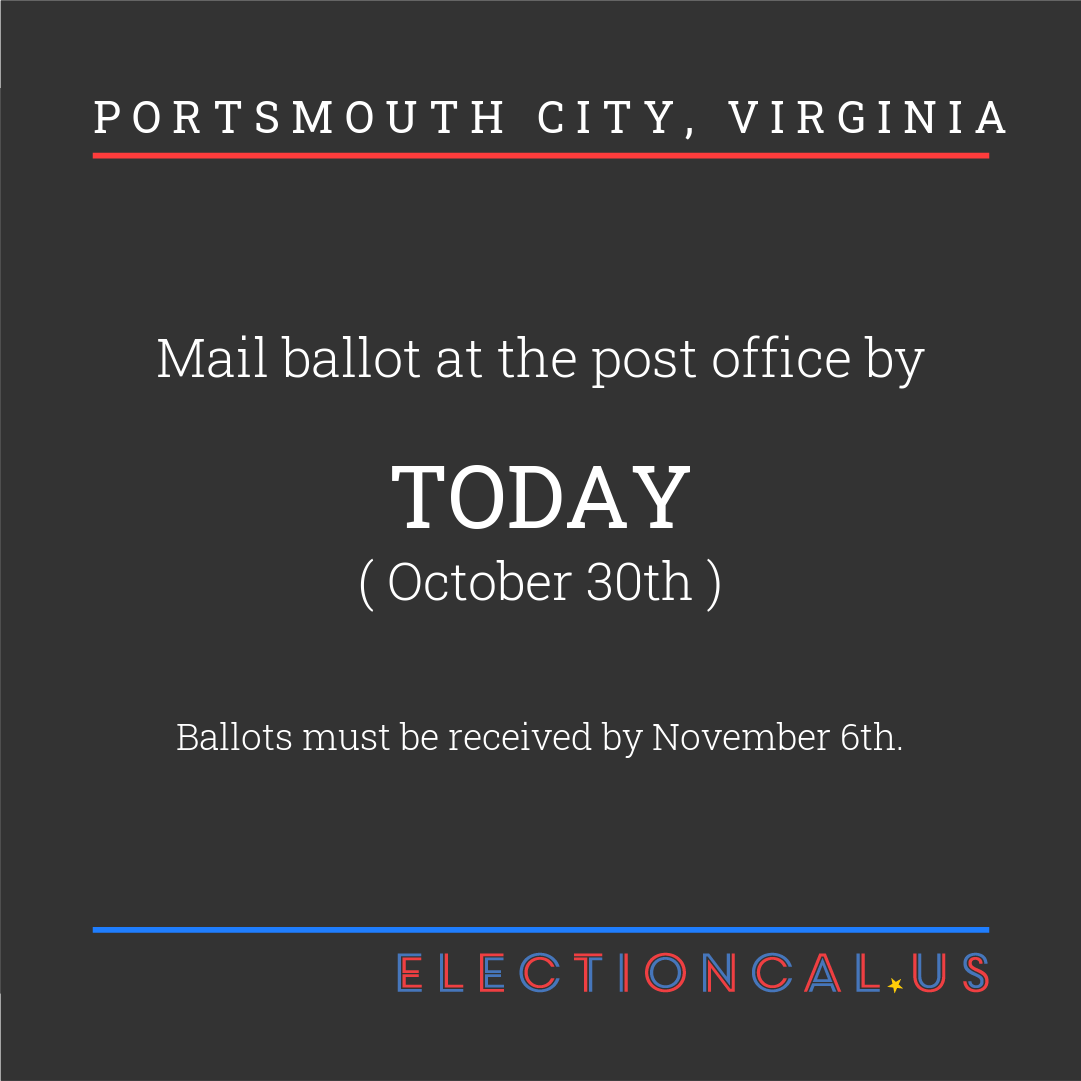 PORTSMOUTH CITY, VIRGINIA
Mail ballot at the post office by
TODAY
( October 30th )
Ballots must be received by November 6th.
ELECTIONCAL.US